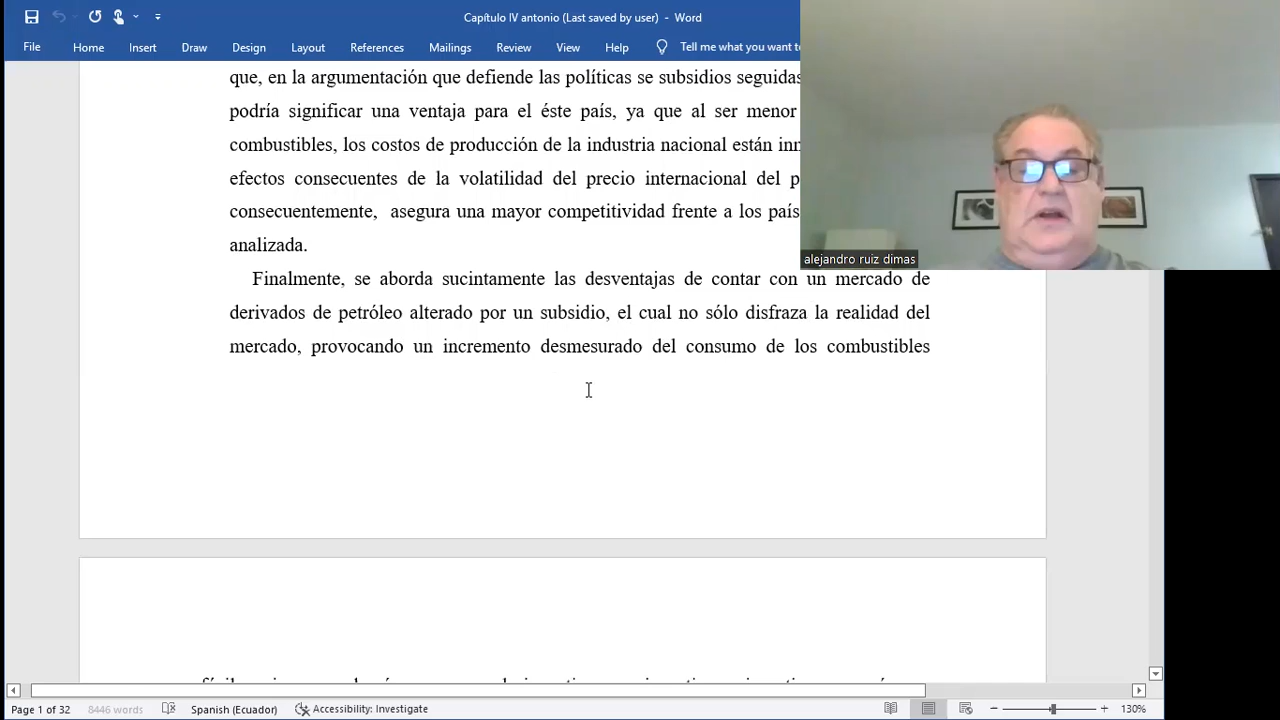 Capítulo IV antonio (Last saved by user) - Word
File Home Insert Draw Design Layout References Mailings Review View Help Tell me what you want to
que, en la argumentación que defiende las políticas se subsidios seguidas
podría significar una ventaja para el éste país, ya que al ser menor
combustibles, los costos de producción de la industria nacional están
efectos consecuentes de la volatilidad del precio internacional del
consecuentemente, asegura una mayor competitividad frente a los
analizada.
alejandro ruiz dimas
Finalmente, se aborda sucintamente las desventajas de contar con un mercado de
derivados de petróleo alterado por un subsidio, el cual no sólo disfraza la realidad del
mercado, provocando un incremento desmesurado del consumo de los combustibles
Page 1 of 32 8446 words Spanish (Ecuador) Accessibility: Investigate 130%